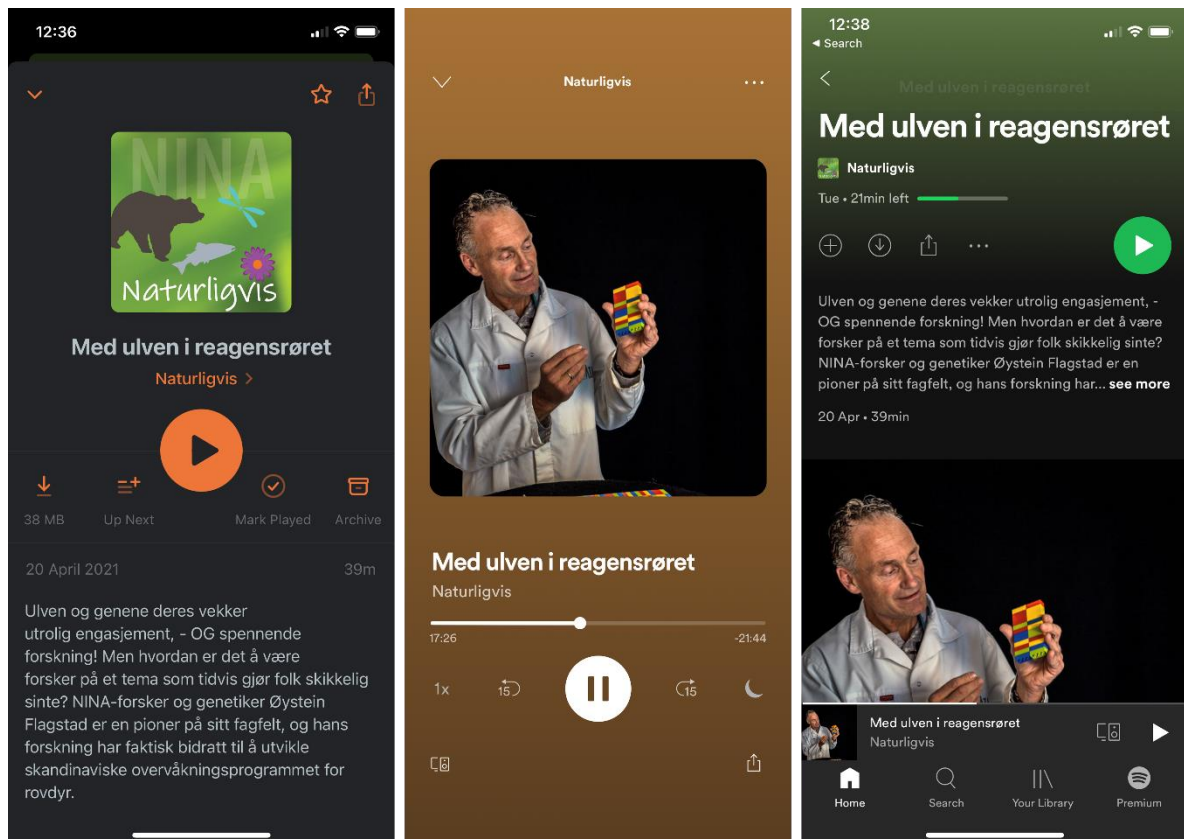 12:36
NINA
Naturligvis
Med ulven i reagensrøret
Naturligvis >
38 MB
Up Next
Mark Played
Archive
20 April 2021
39m
Ulven og genene deres vekker
utrolig engasjement, - OG spennende
forskning! Men hvordan er det å være
forsker på et tema som tidvis gjør folk skikkelig
sinte? NINA-forsker og genetiker Øystein
Flagstad er en pioner på sitt fagfelt, og hans
forskning har faktisk bidratt til å utvikle
skandinaviske overvåkningsprogrammet for
rovdyr.
Naturligvis
Med ulven i reagensrøret
Naturligvis
17:26
-21:44
1x
15
15
12:38
◀ Search
Med ulven i reagensrøret
Med ulven i reagensrøret
Naturligvis
Tue • 21min left
Ulven og genene deres vekker utrolig engasjement, -
OG spennende forskning! Men hvordan er det å være
forsker på et tema som tidvis gjør folk skikkelig sinte?
NINA-forsker og genetiker Øystein Flagstad er en
pioner på sitt fagfelt, og hans forskning har... see more
20 Apr • 39min
Med ulven i reagensrøret
Naturligvis
Home
Search
Your Library
Premium